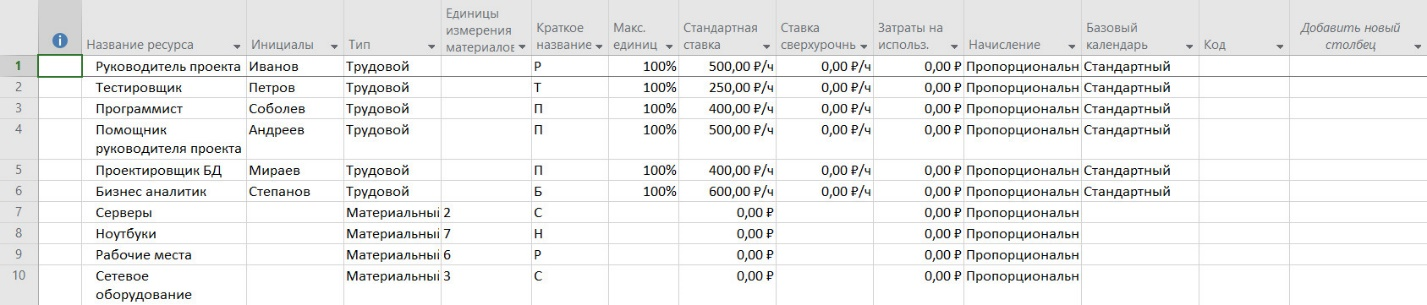 Название ресурса Инициалы Тип Единицы измерения материалов Краткое название Макс. единиц Стандартная ставка Ставка сверхурочнь Затраты на использ. Начисление Базовый календарь Код Добавить новый столбец
1 Руководитель проекта Иванов Трудовой Р 100% 500,00 ₽/ч 0,00 ₽/ч 0,00 ₽ Пропорциональн Стандартный
2 Тестировщик Петров Трудовой Т 100% 250,00 ₽/ч 0,00 ₽/ч 0,00 ₽ Пропорциональн Стандартный
3 Программист Соболев Трудовой П 100% 400,00 ₽/ч 0,00 ₽/ч 0,00 ₽ Пропорциональн Стандартный
4 Помощник Андреев Трудовой П 100% 500,00 ₽/ч 0,00 ₽/ч 0,00 ₽ Пропорциональн Стандартный
руководителя проекта
5 Проектировщик БД Мираев Трудовой П 100% 400,00 ₽/ч 0,00 ₽/ч 0,00 ₽ Пропорциональн Стандартный
6 Бизнес аналитик Степанов Трудовой Б 100% 600,00 ₽/ч 0,00 ₽/ч 0,00 ₽ Пропорциональн Стандартный
7 Серверы Материальный 2 С 0,00 ₽ 0,00 ₽ Пропорциональн
8 Ноутбуки Материальный 7 Н 0,00 ₽ 0,00 ₽ Пропорциональн
9 Рабочие места Материальный 6 Р 0,00 ₽ 0,00 ₽ Пропорциональн
10 Сетевое Материальный 3 С 0,00 ₽ 0,00 ₽ Пропорциональн
оборудование